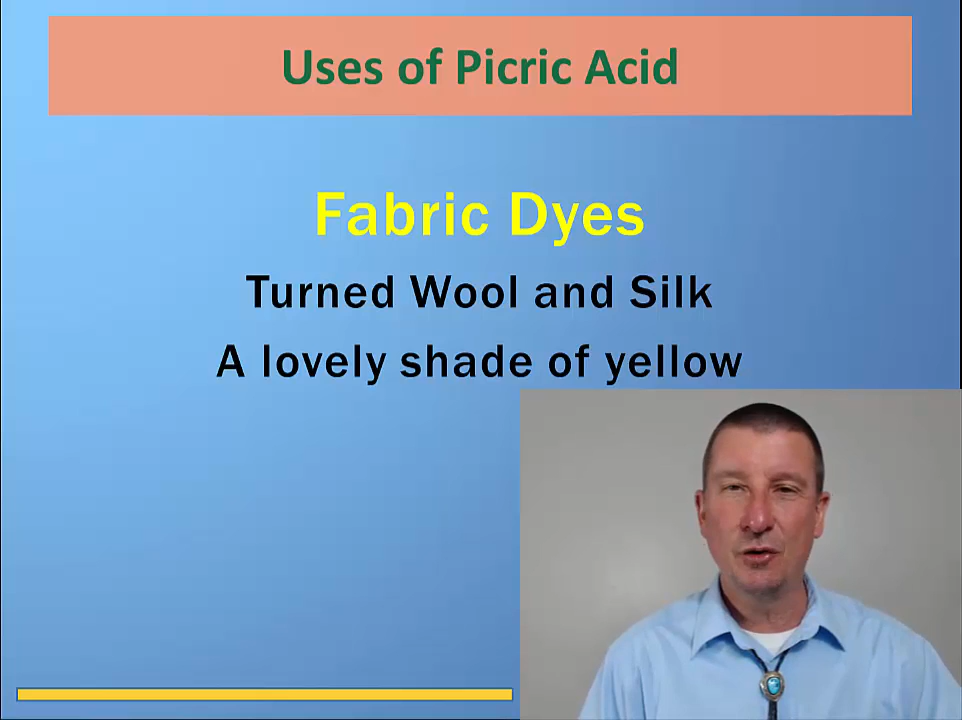 Uses of Picric Acid
Fabric Dyes
Turned Wool and Silk
A lovely shade of yellow